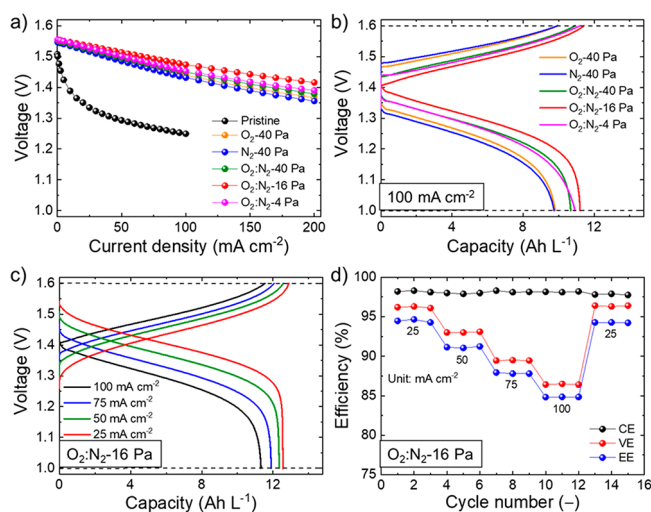 a)
1.6
1.5
1.4
1.3
1.2
1.1
1.0
Voltage (V)
Pristine
O₂-40 Pa
N₂-40 Pa
O₂:N₂-40 Pa
O₂:N₂-16 Pa
O₂:N₂-4 Pa
0 50 100 150 200
Current density (mA cm⁻²)
b)
1.6
1.5
1.4
1.3
1.2
1.1
1.0
Voltage (V)
O₂-40 Pa
N₂-40 Pa
O₂:N₂-40 Pa
O₂:N₂-16 Pa
O₂:N₂-4 Pa
100 mA cm⁻²
0 4 8 12
Capacity (Ah L⁻¹)
c)
1.6
1.5
1.4
1.3
1.2
1.1
1.0
Voltage (V)
100 mA cm⁻²
75 mA cm⁻²
50 mA cm⁻²
25 mA cm⁻²
O₂:N₂-16 Pa
0 4 8 12
Capacity (Ah L⁻¹)
d)
100
95
90
85
80
75
Efficiency (%)
25
50
75
100
25
Unit: mA cm⁻²
CE
VE
EE
O₂:N₂-16 Pa
0 2 4 6 8 10 12 14 16
Cycle number (–)